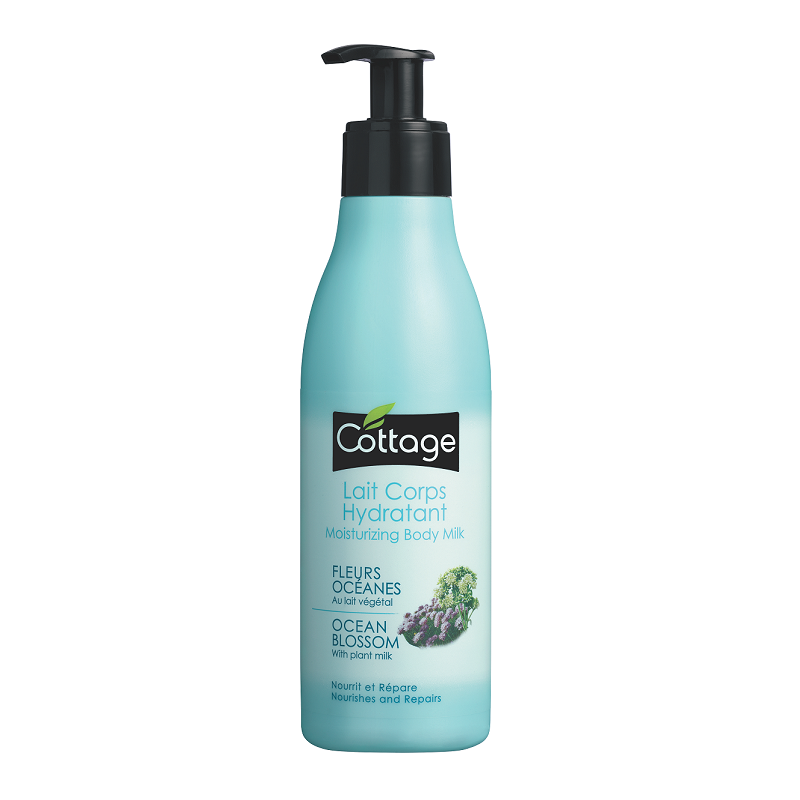 Cottage
Lait Corps
Hydratant
Moisturizing Body Milk
FLEURS
OCÉANES
Au lait végétal
OCEAN
BLOSSOM
With plant milk
Nourrit et Répare
Nourishes and Repairs